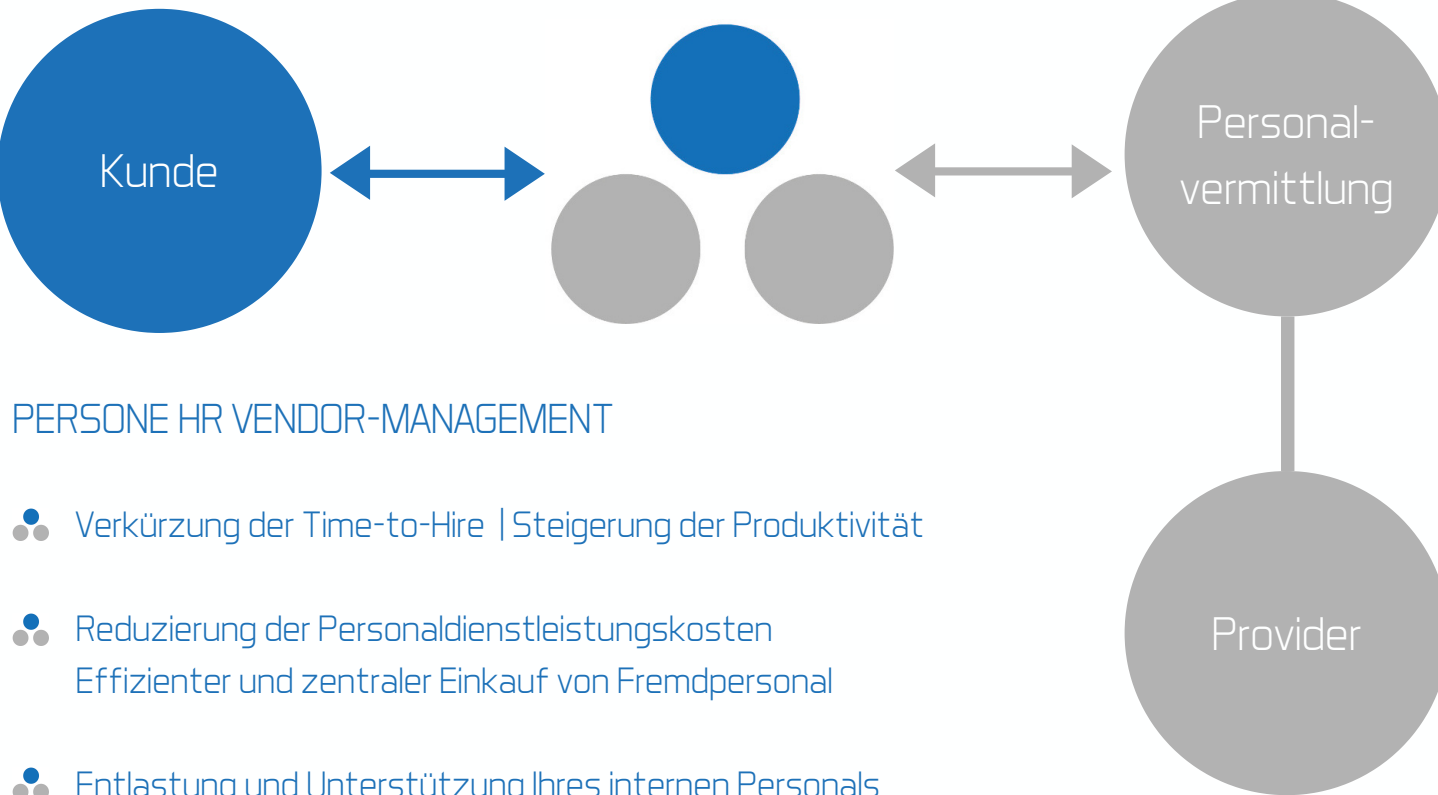 Kunde
Personal-
vermittlung
PERSONE HR VENDOR-MANAGEMENT
Verkürzung der Time-to-Hire | Steigerung der Produktivität
Reduzierung der Personaldienstleistungskosten
Effizienter und zentraler Einkauf von Fremdpersonal
Provider
Entlastung und Unterstützung Ihres internen Personals